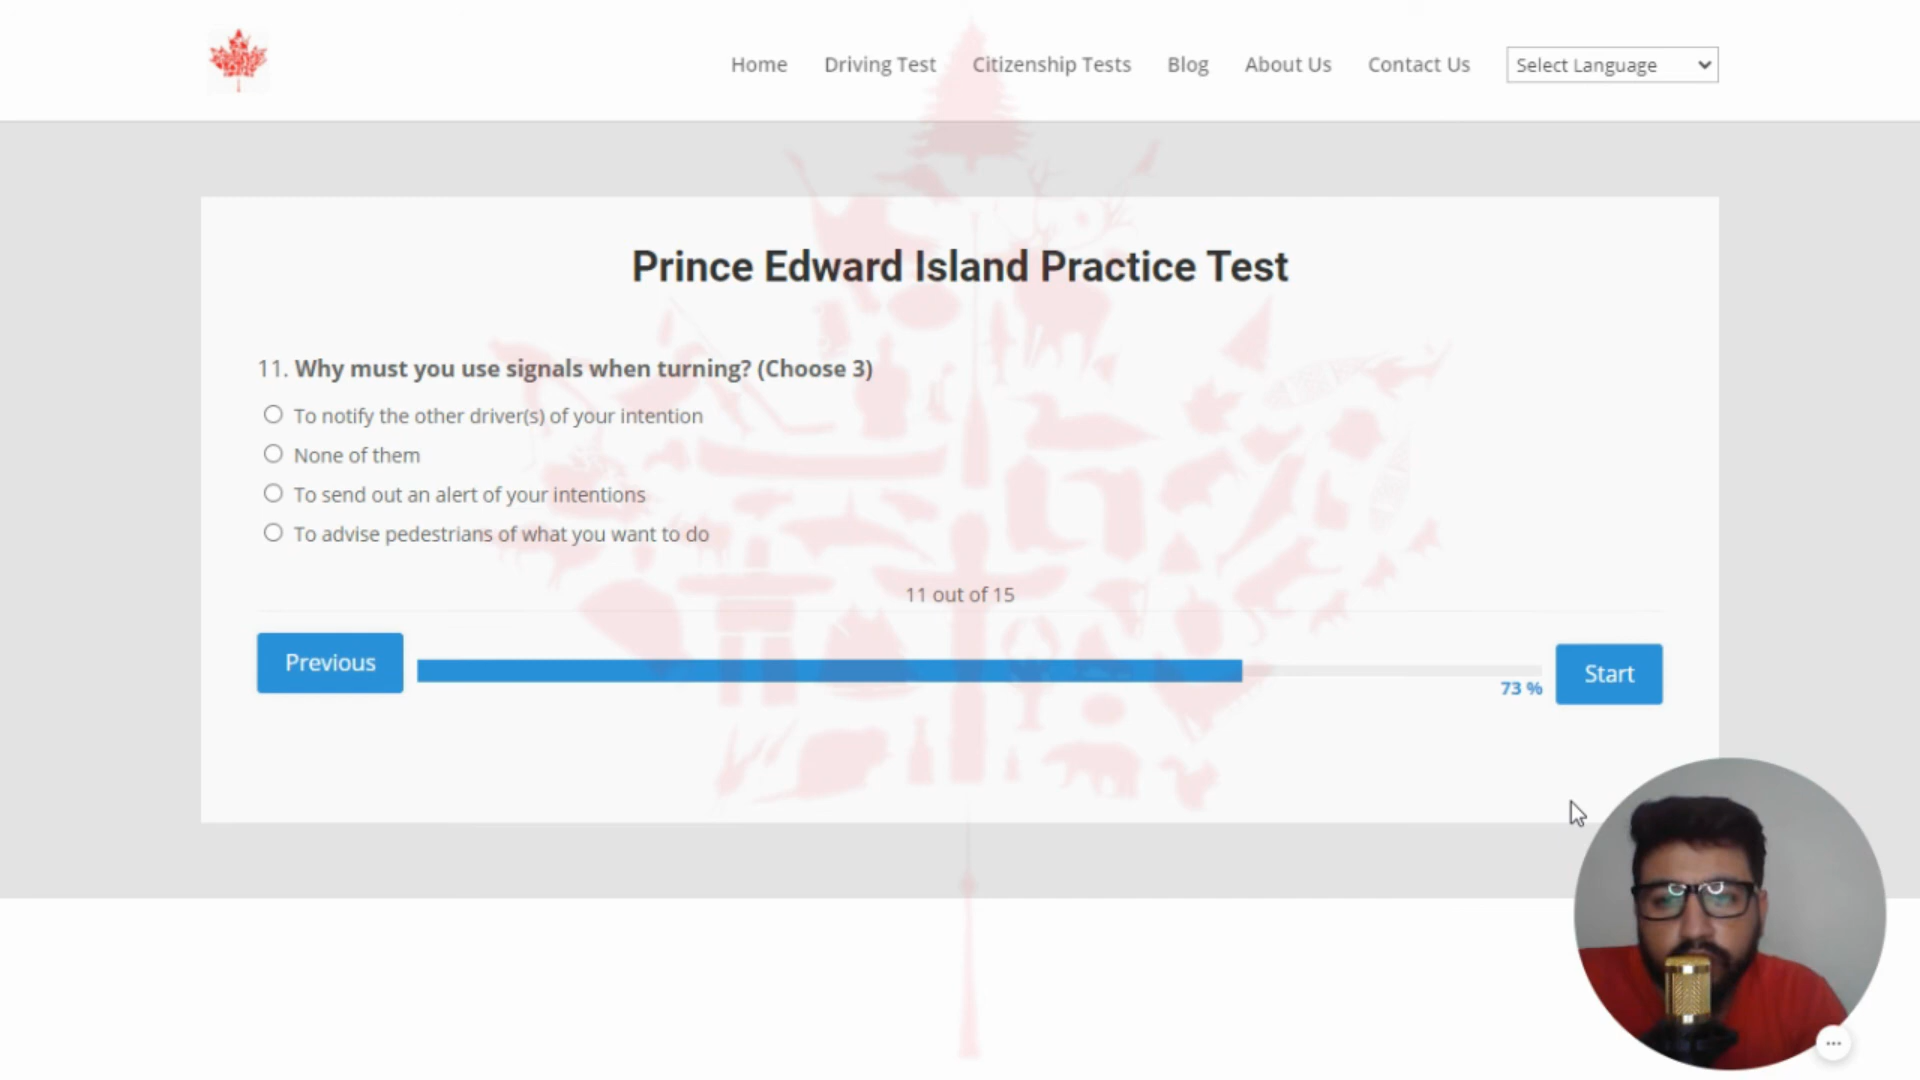 Home Driving Test Citizenship Tests Blog About Us Contact Us Select Language
Prince Edward Island Practice Test
11. Why must you use signals when turning? (Choose 3)
To notify the other driver(s) of your intention
None of them
To send out an alert of your intentions
To advise pedestrians of what you want to do
11 out of 15
Previous
Start
73 %